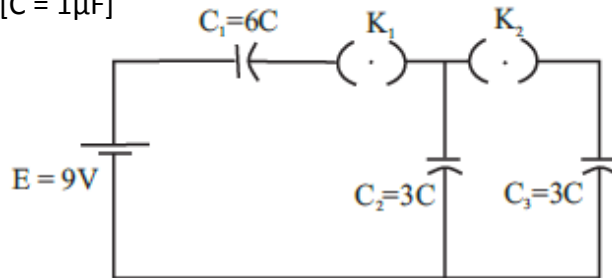 [C = 1μF]
C₁=6C
K₁
K₂
E = 9V
C₂=3C
C₃=3C